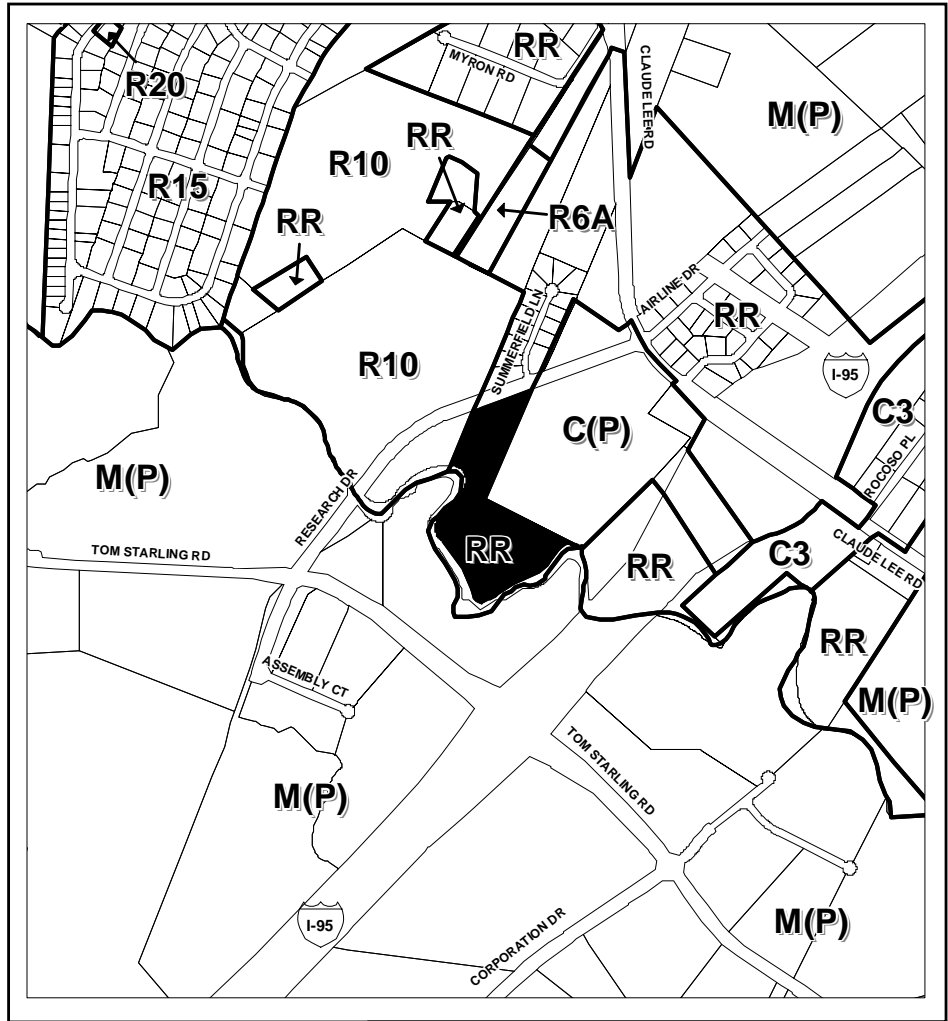 RR
MYRON RD
CLAUDE LEE RD
R20
M(P)
RR
R10
R15
RR
R6A
AIRLINE DR
SUMMERFIELD LN
RR
R10
I-95
C3
C(P)
ROCOSO PL
M(P)
RESEARCH DR
TOM STARLING RD
RR
RR
C3
CLAUDE LEE RD
RR
ASSEMBLY CT
M(P)
TOM STARLING RD
M(P)
I-95
CORPORATION DR
M(P)